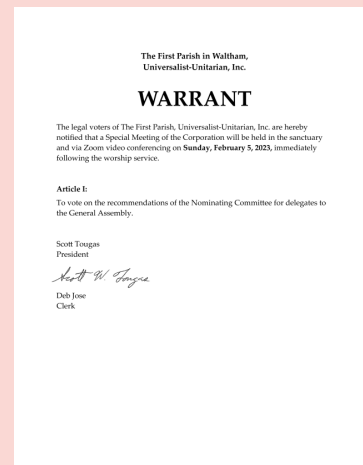 The First Parish in Waltham,
Universalist-Unitarian, Inc.
WARRANT
The legal voters of The First Parish, Universalist-Unitarian, Inc. are hereby
notified that a Special Meeting of the Corporation will be held in the sanctuary
and via Zoom video conferencing on Sunday, February 5, 2023, immediately
following the worship service.
Article I:
To vote on the recommendations of the Nominating Committee for delegates to
the General Assembly.
Scott Tougas
President
Scott W. Tougas
Deb Jose
Clerk